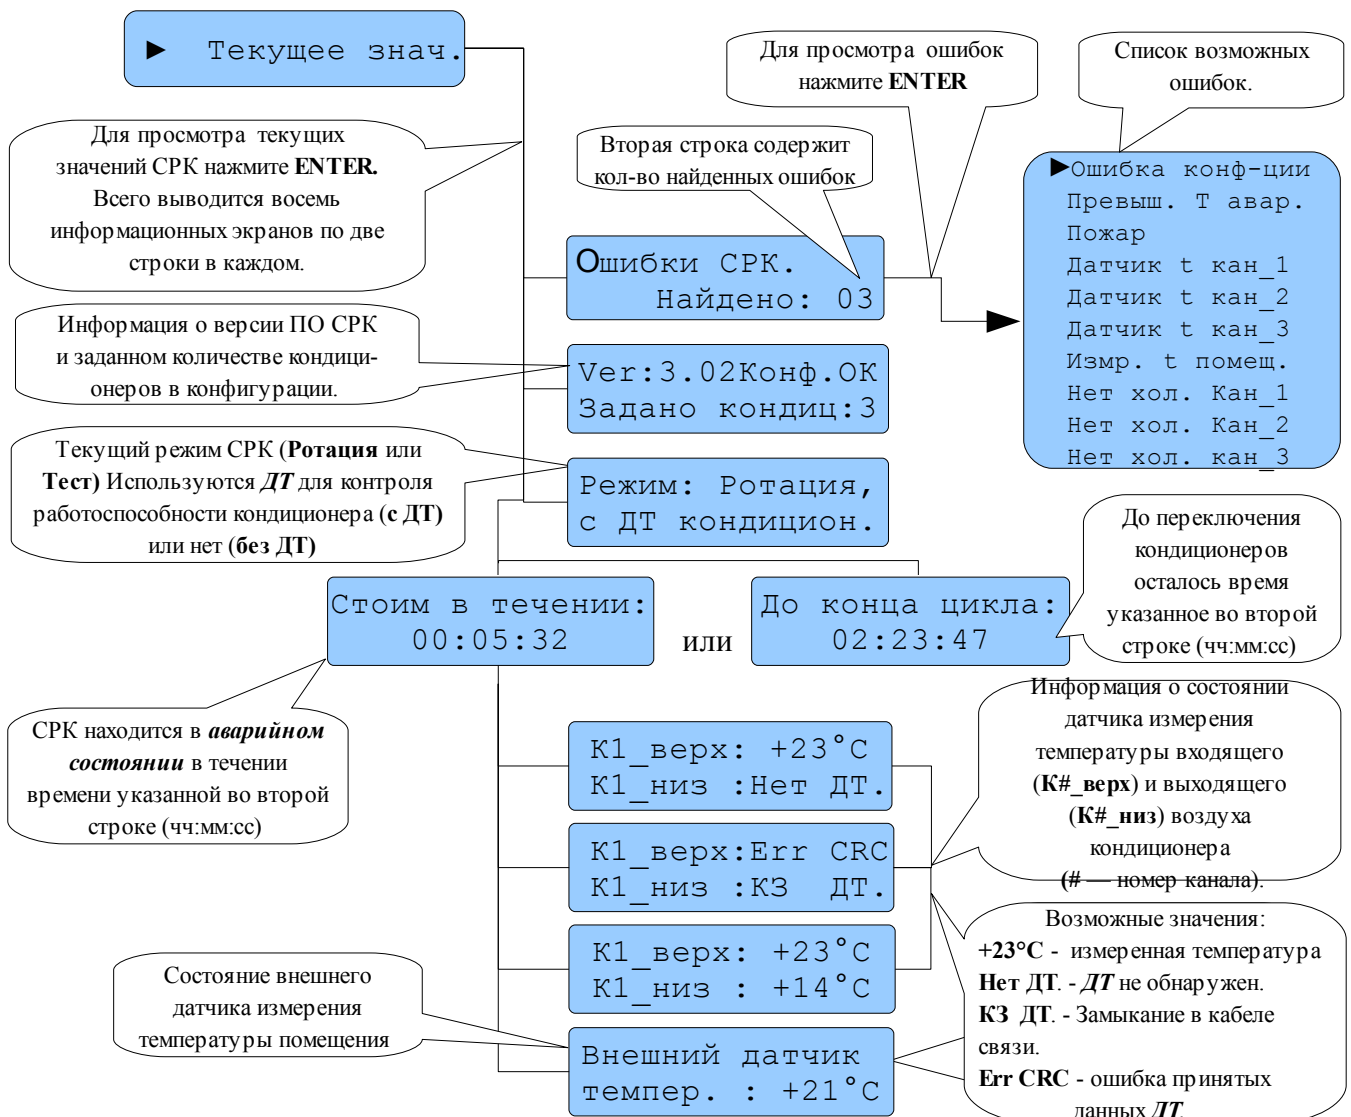 ► Текущее знач.
Для просмотра ошибок
нажмите ENTER
Список возможных
ошибок.
Для просмотра текущих
значений СРК нажмите ENTER.
Всего выводится восемь
информационных экранов по две
строки в каждом.
Вторая строка содержит
кол-во найденных ошибок
►Ошибка конф-ции
Превыш. Т авар.
Пожар
Датчик t кан_1
Датчик t кан_2
Датчик t кан_3
Измр. t помещ.
Нет хол. Кан_1
Нет хол. Кан_2
Нет хол. кан_3
Ошибки СРК.
Найдено: 03
Информация о версии ПО СРК
и заданном количестве кондици-
онеров в конфигурации.
Ver:3.02Конф.ОК
Задано кондиц:3
Текущий режим СРК (Ротация или
Тест) Используются ДТ для контроля
работоспособности кондиционера (с ДТ)
или нет (без ДТ)
Режим: Ротация,
с ДТ кондицион.
До переключения
кондиционеров
осталось время
указанное во второй
строке (чч:мм:сс)
Стоим в течении:
00:05:32
или
До конца цикла:
02:23:47
СРК находится в аварийном
состоянии в течении
времени указанной во второй
строке (чч:мм:сс)
Информация о состоянии
датчика измерения
температуры входящего
(К#_верх) и выходящего
(К#_низ) воздуха
кондиционера
(# — номер канала).
К1_верх: +23°С
К1_низ :Нет ДТ.
К1_верх:Err CRC
К1_низ :КЗ ДТ.
К1_верх: +23°С
К1_низ : +14°С
Состояние внешнего
датчика измерения
температуры помещения
Внешний датчик
темпер. : +21°С
Возможные значения:
+23°С - измеренная температура
Нет ДТ. - ДТ не обнаружен.
КЗ ДТ. - Замыкание в кабеле
связи.
Err CRC - ошибка принятых
данных ДТ.